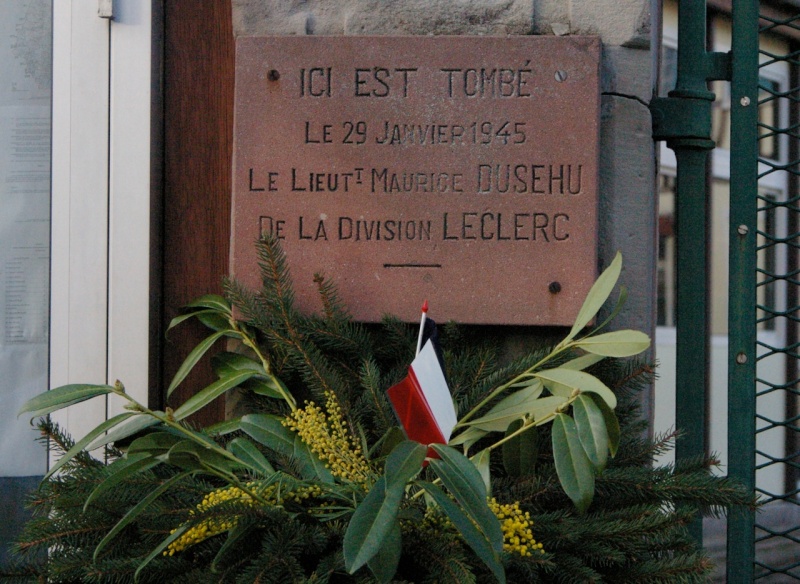 ICI EST TOMBÉ
LE 29 JANVIER 1945
LE LIEUT^T MAURICE DUSEHU
DE LA DIVISION LECLERC